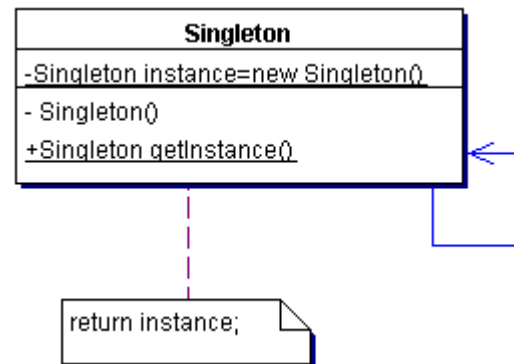 Singleton
-Singleton instance=new Singleton()
- Singleton()
+Singleton getInstance()
return instance;